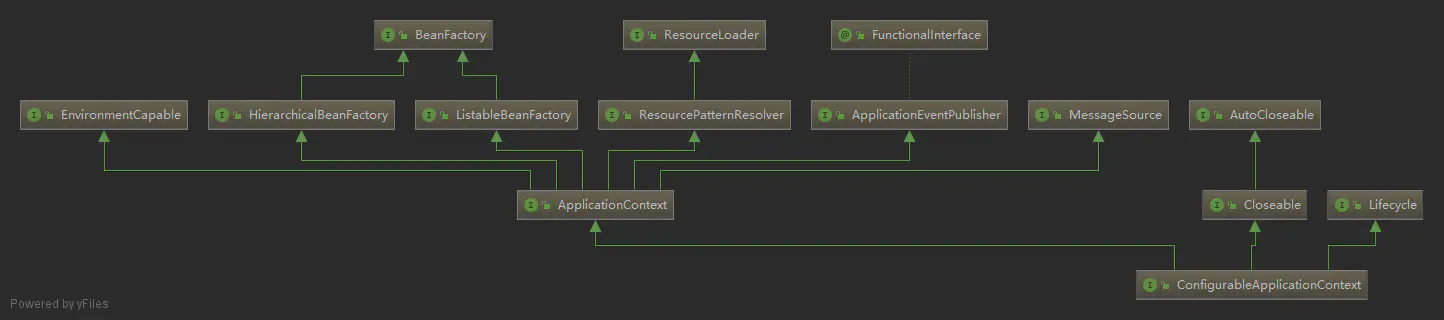 BeanFactory
ResourceLoader
FunctionalInterface
EnvironmentCapable
HierarchicalBeanFactory
ListableBeanFactory
ResourcePatternResolver
ApplicationEventPublisher
MessageSource
AutoCloseable
ApplicationContext
Closeable
Lifecycle
ConfigurableApplicationContext
Powered by yFiles